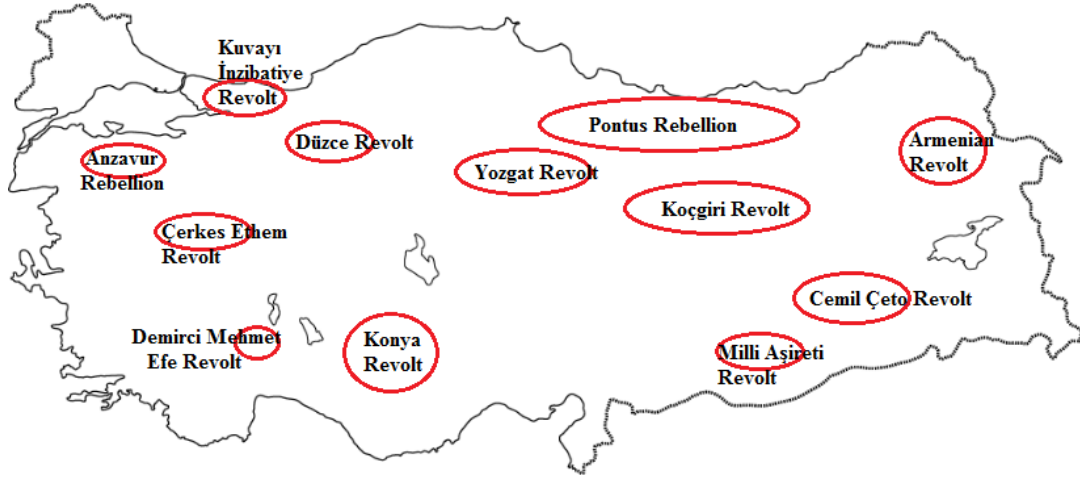 Kuvayı
İnzibatiye
Revolt
Düzce Revolt
Pontus Rebellion
Armenian
Revolt
Anzavur
Rebellıon
Yozgat Revolt
Koçgiri Revolt
Çerkes Ethem
Revolt
Cemil Çeto Revolt
Demirci Mehmet
Efe Revolt
Konya
Revolt
Milli Aşireti
Revolt